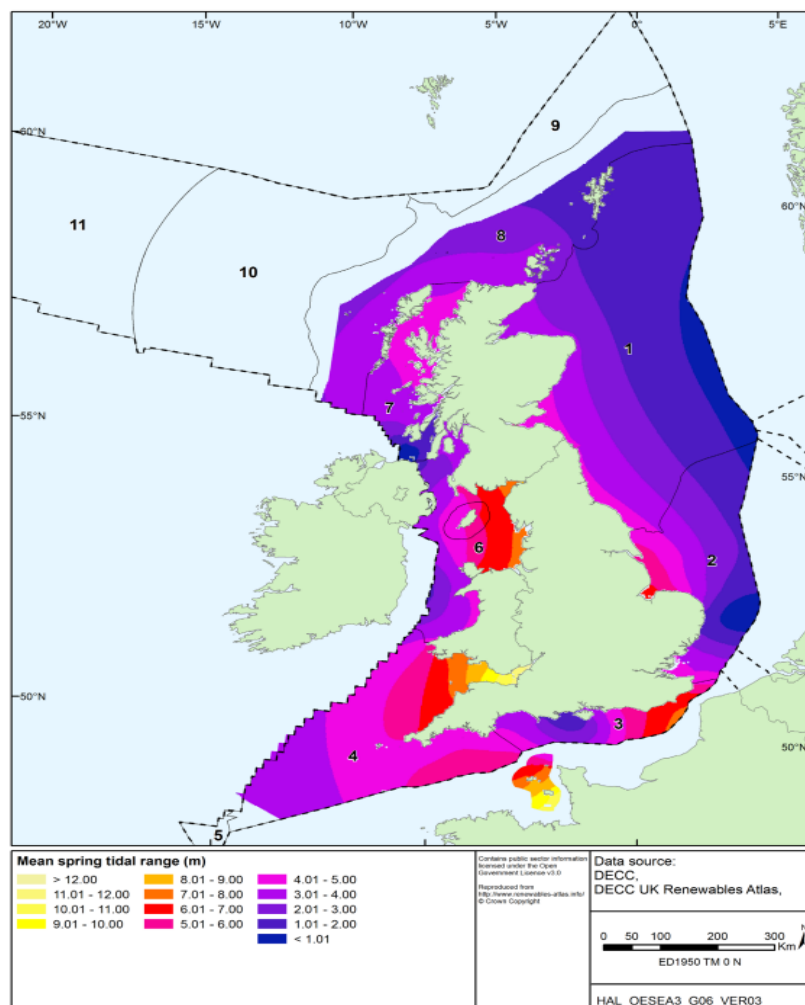 20°W 15°W 10°W 5°W 0° 5°E
60°N
9
60°N
11
8
10
1
55°N
7
55°N
6
2
50°N
3
50°N
4
5
Mean spring tidal range (m)
> 12.00 8.01 - 9.00 4.01 - 5.00
11.01 - 12.00 7.01 - 8.00 3.01 - 4.00
10.01 - 11.00 6.01 - 7.00 2.01 - 3.00
9.01 - 10.00 5.01 - 6.00 1.01 - 2.00
< 1.01
Contains public sector information
licensed under the Open
Government License v3.0
Reproduced from
http://www.renewables-atlas.info/
© Crown Copyright
Data source:
DECC,
DECC UK Renewables Atlas,
N
0 50 100 200 300
Km
ED1950 TM 0 N
HAL_OESEA3_G06_VER03